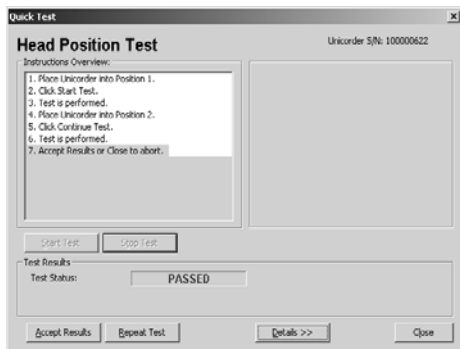 Quick Test
Head Position Test
Unicorder S/N: 100000622
Instructions Overview:
1. Place Unicorder into Position 1.
2. Click Start Test.
3. Test is performed.
4. Place Unicorder into Position 2.
5. Click Continue Test.
6. Test is performed.
7. Accept Results or Close to abort.
Start Test
Stop Test
Test Results
Test Status:
PASSED
Accept Results
Repeat Test
Details >>
Close